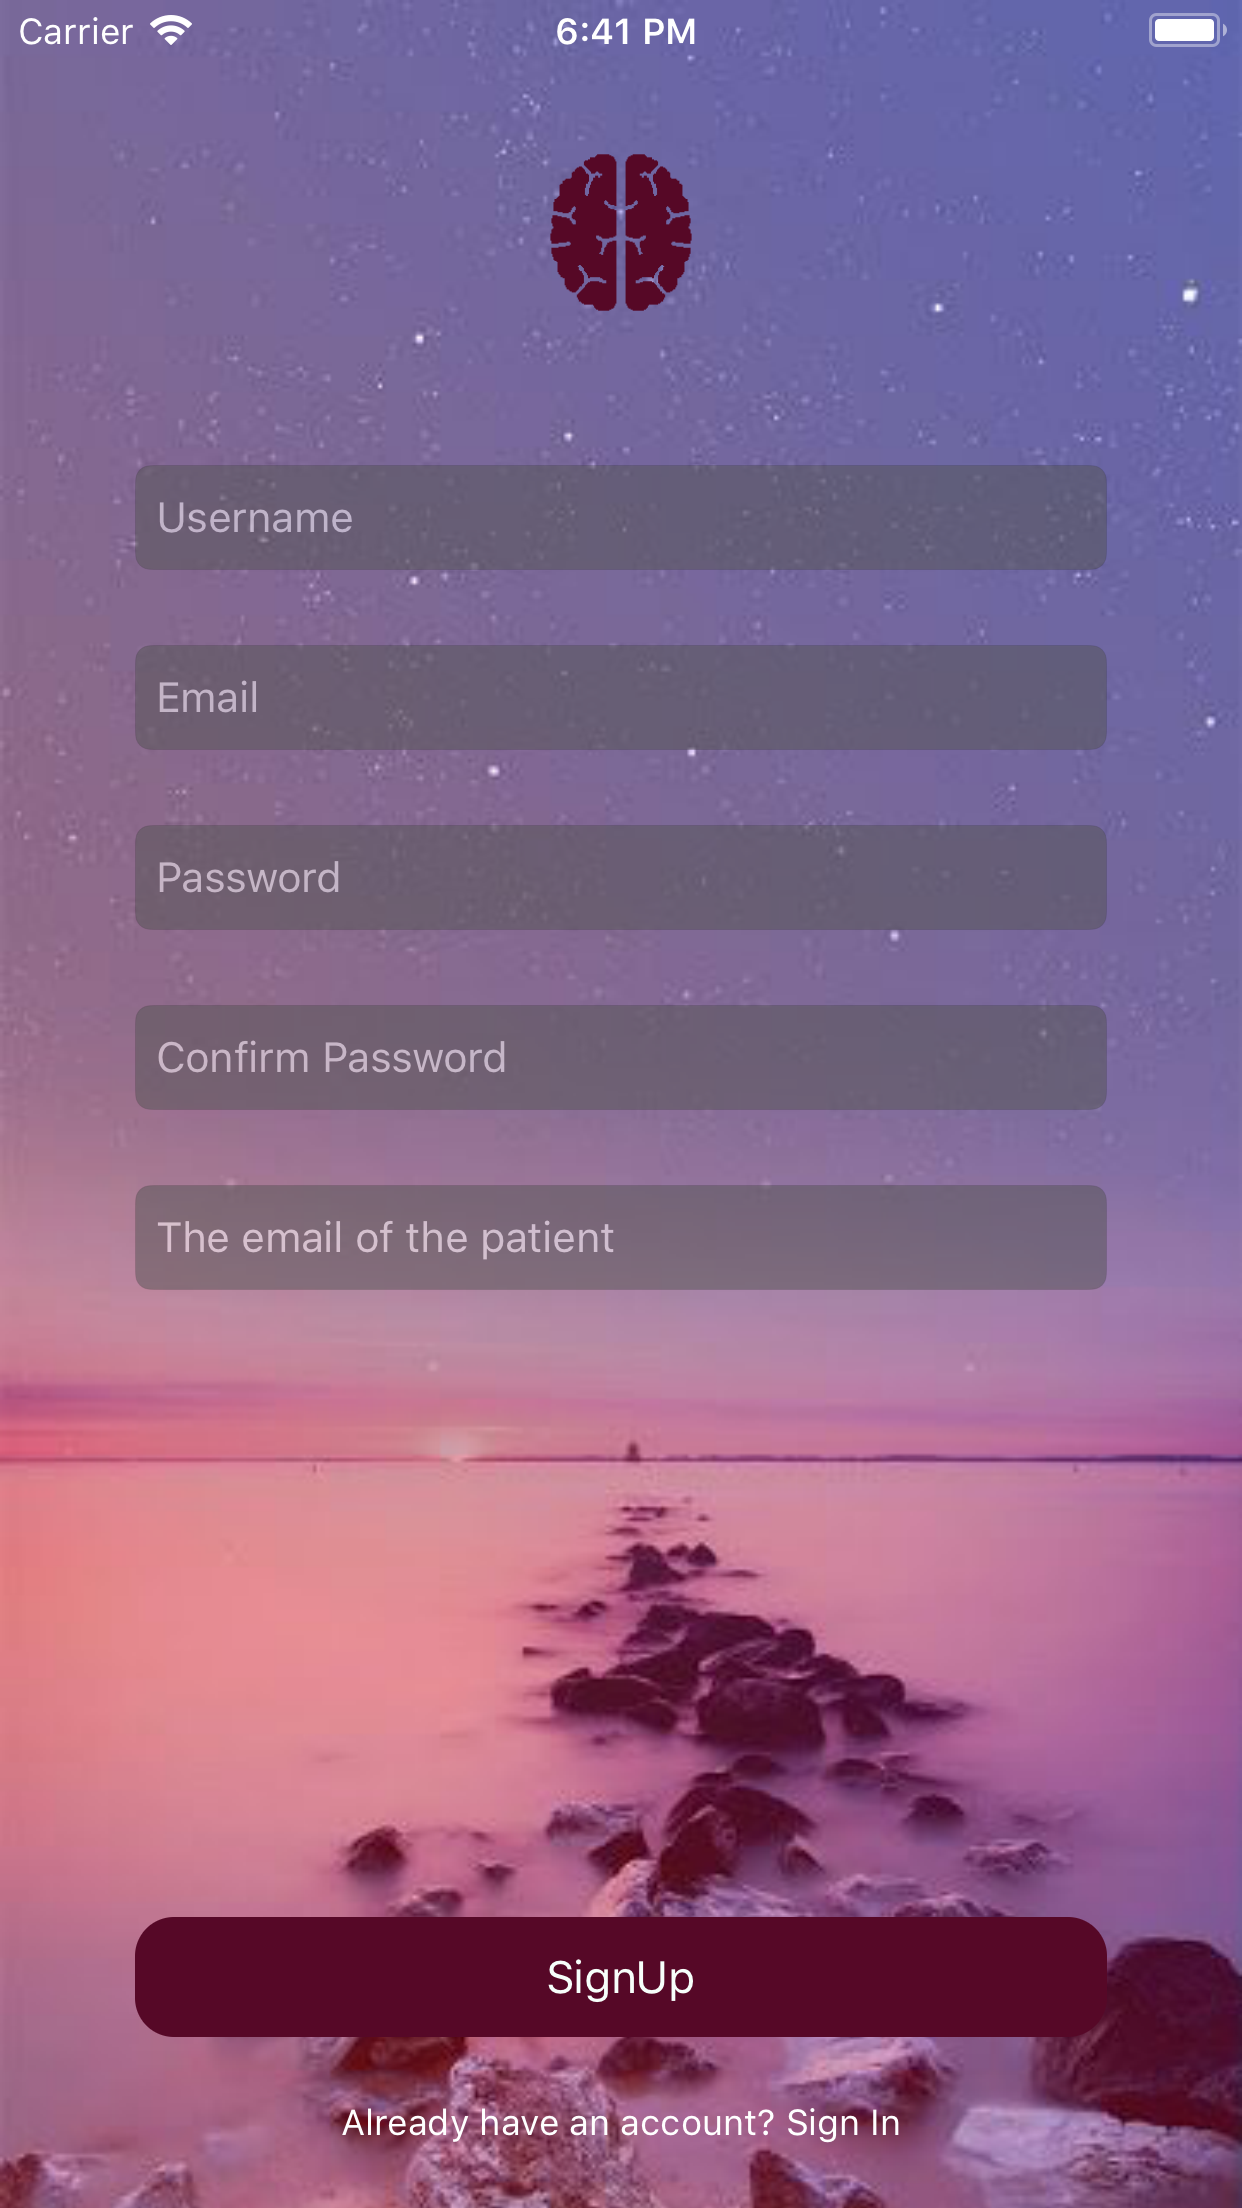 Carrier 6:41 PM
Username
Email
Password
Confirm Password
The email of the patient
SignUp
Already have an account? Sign In